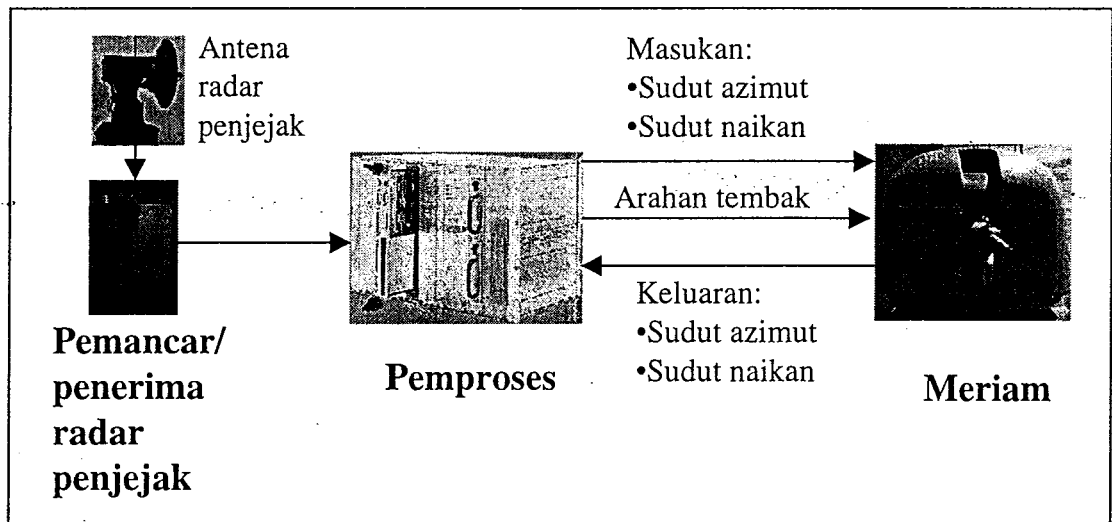 Antena
radar
penjejak
Masukan:
•Sudut azimut
•Sudut naikan
Arahan tembak
Keluaran:
•Sudut azimut
•Sudut naikan
Pemancar/
penerima
radar
penjejak
Pemproses
Meriam